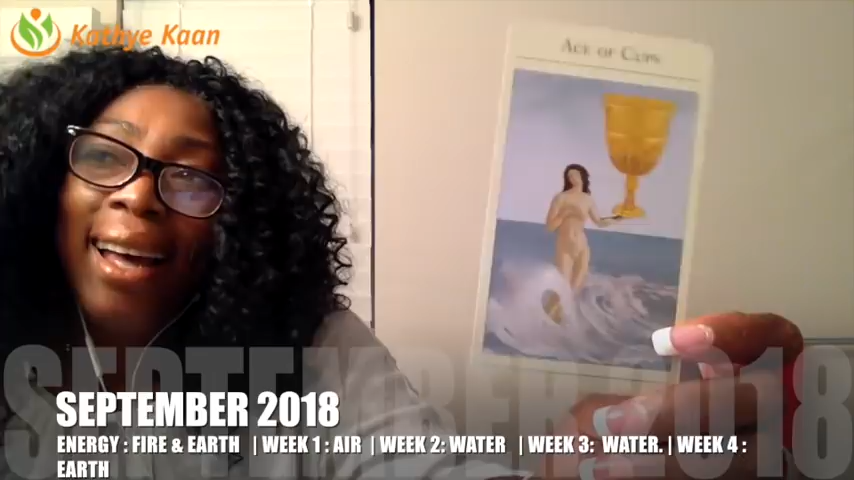 Kathye Kaan
ACE OF CUPS
SEPTEMBER 2018
SEPTEMBER 2018
ENERGY : FIRE & EARTH | WEEK 1 : AIR | WEEK 2: WATER | WEEK 3: WATER. | WEEK 4 :
EARTH